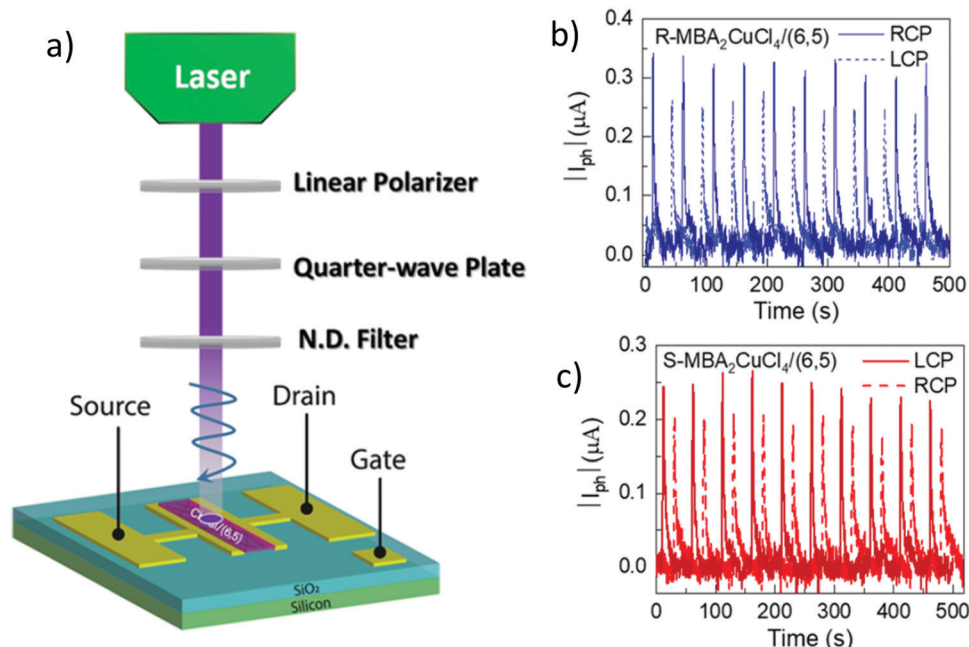 a)
Laser
Linear Polarizer
Quarter-wave Plate
N.D. Filter
Source
Drain
Gate
/(6,5)
SiO₂
Silicon
b)
R-MBA₂CuCl₄/(6,5)
RCP
LCP
|I_ph| (μA)
0.4
0.3
0.2
0.1
0.0
0 100 200 300 400 500
Time (s)
c)
S-MBA₂CuCl₄/(6,5)
LCP
RCP
|I_ph| (μA)
0.3
0.2
0.1
0.0
0 100 200 300 400 500
Time (s)